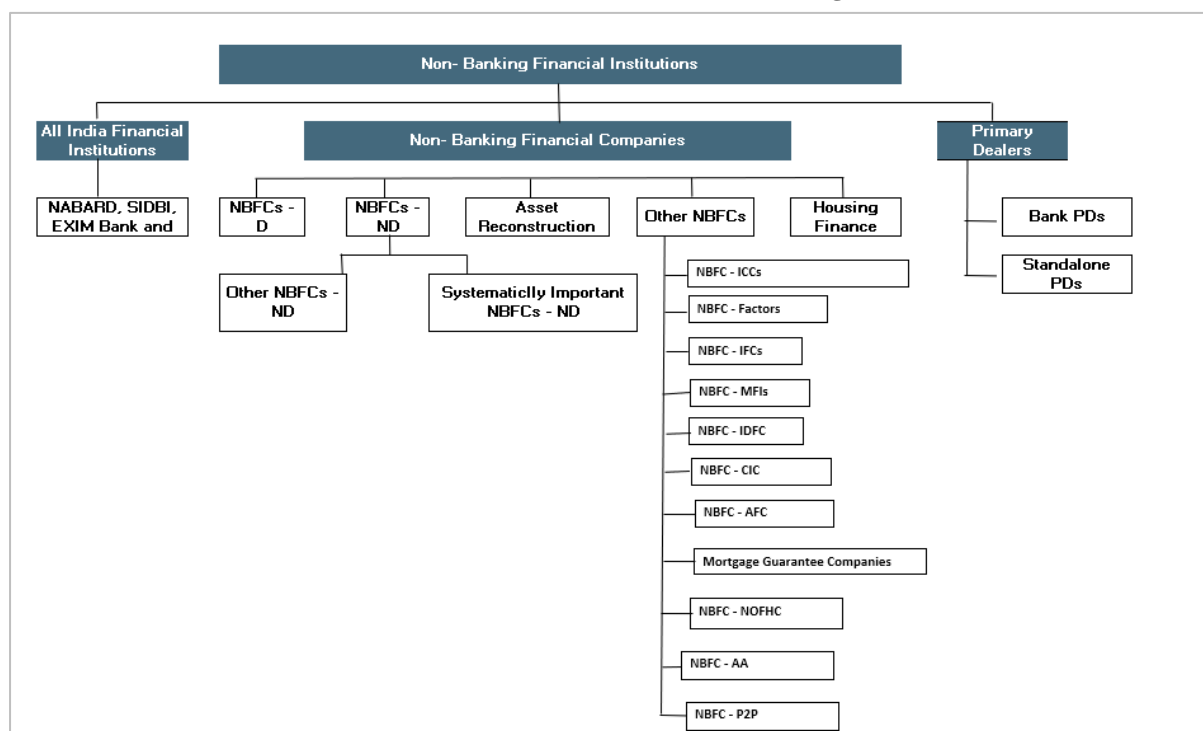 Non- Banking Financial Institutions
All India Financial
Institutions
Non- Banking Financial Companies
Primary
Dealers
NABARD, SIDBI,
EXIM Bank and
NBFCs -
D
NBFCs -
ND
Asset
Reconstruction
Other NBFCs
Housing
Finance
Bank PDs
Standalone
PDs
Other NBFCs -
ND
Systematiclly Important
NBFCs - ND
NBFC - ICCs
NBFC - Factors
NBFC - IFCs
NBFC - MFIs
NBFC - IDFC
NBFC - CIC
NBFC - AFC
Mortgage Guarantee Companies
NBFC - NOFHC
NBFC - AA
NBFC - P2P